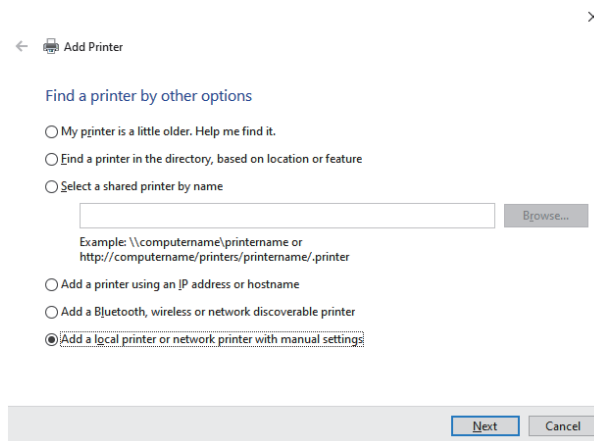 Add Printer
Find a printer by other options
My printer is a little older. Help me find it.
Find a printer in the directory, based on location or feature
Select a shared printer by name
Browse...
Example: \\computername\printername or
http://computername/printers/printername/.printer
Add a printer using an IP address or hostname
Add a Bluetooth, wireless or network discoverable printer
Add a local printer or network printer with manual settings
Next Cancel